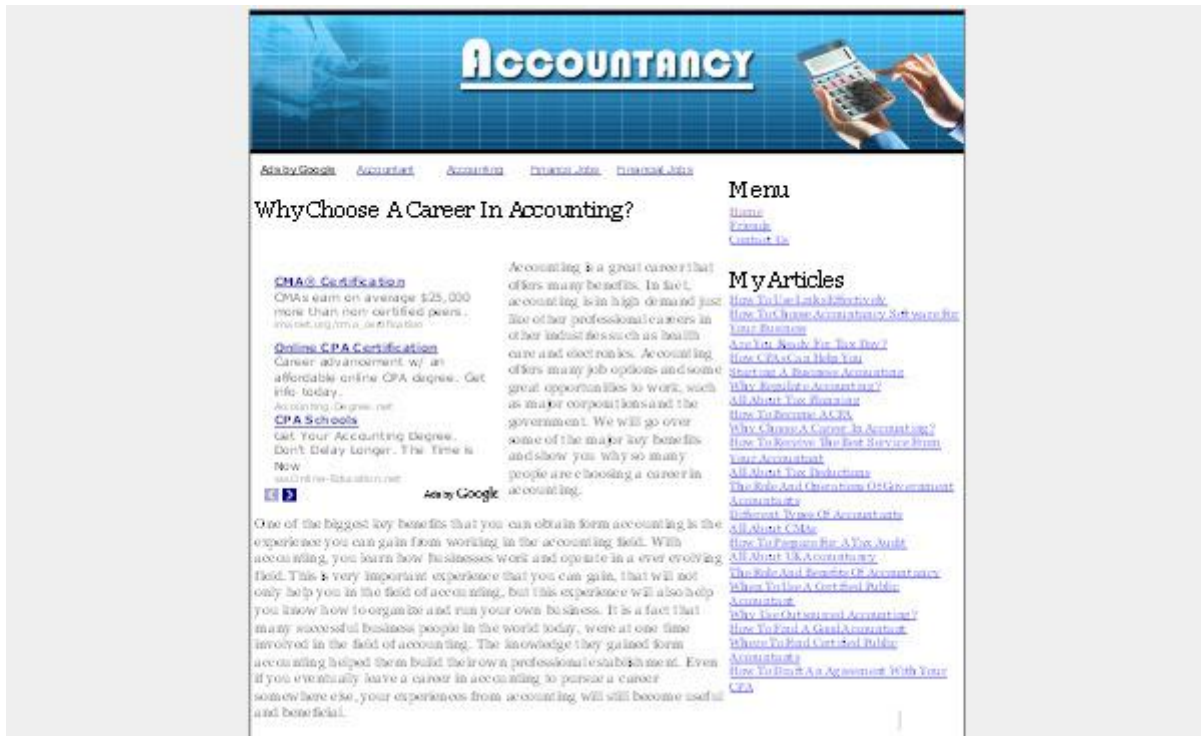 ACCOUNTANCY
Ads by Google Accountant Accounting Finance Jobs Financial Jobs
Why Choose A Career In Accounting?
CMA® Certification
CMAs earn on average $25,000
more than non certified peers.
imanet.org/cma_certification
Online CPA Certification
Career advancement w/ an
affordable online CPA degree. Get
info today.
Accounting-Degree.net
CPA Schools
Get Your Accounting Degree.
Don't Delay Longer. The Time is
Now
Ads by Google
Accounting is a great career that
offers many benefits. In fact,
accounting is in high demand just
like other professional careers in
other industries such as health
care and electronics. Accounting
offers many job options and some
great opportunities to work, such
as major corporations and the
government. We will go over
some of the major key benefits
and show you why so many
people are choosing a career in
accounting.
One of the biggest key benefits that you can obtain form accounting is the
experience you can gain from working in the accounting field. With
accounting, you learn how businesses work and operate in a ever evolving
field. This is very important experience that you can gain, that will not
only help you in the field of accounting, but this experience will also help
you know how to organize and run your own business. It is a fact that
many successful business people in the world today, were at one time
involved in the field of accounting. The knowledge they gained form
accounting helped them build their own professional establishment. Even
if you eventually leave a career in accounting to pursue a career
somewhere else, your experiences from accounting will still become useful
and beneficial.
Menu
Home
Friends
Contact Us
My Articles
How To Use Links Effectively
How To Choose Accountancy Software For
Your Business
Are You Ready For Tax Day?
How CPAs Can Help You
Starting A Business Accounting
Why Regulate Accounting?
All About Tax Planning
How To Become A CPA
Why Choose A Career In Accounting?
How To Receive The Best Service From
Your Accountant
All About Tax Deductions
The Role And Operations Of Government
Accountants
Different Types Of Accountants
All About CMAs
How To Prepare For A Tax Audit
All About UK Accountancy
The Role And Benefits Of Accountancy
When To Use A Certified Public
Accountant
Why Use Outsourced Accounting?
How To Find A Good Accountant
Where To Find Certified Public
Accountants
How To Draft An Agreement With Your
CPA